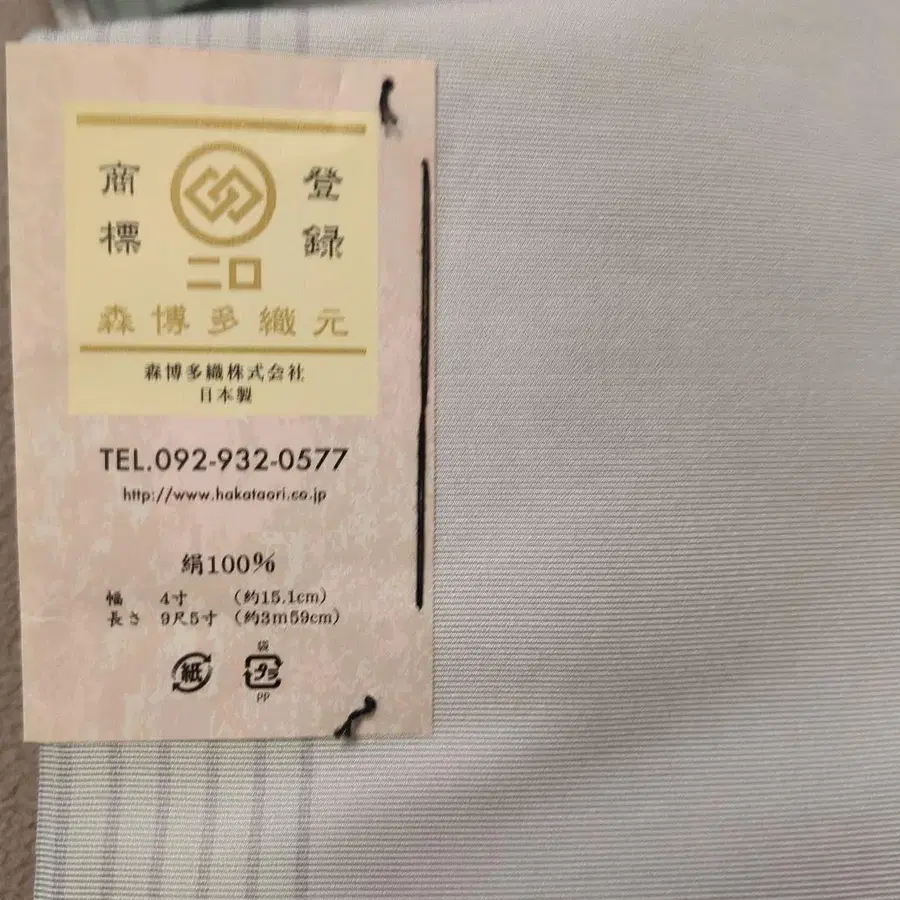 登録
商標
二口
森博多織元
森博多織株式会社
日本製
TEL.092-932-0577
http://www.hakataori.co.jp
絹100%
幅 4寸 (約15.1cm)
長さ 9尺5寸 (約3m59cm)
紙
袋
プラ
PP